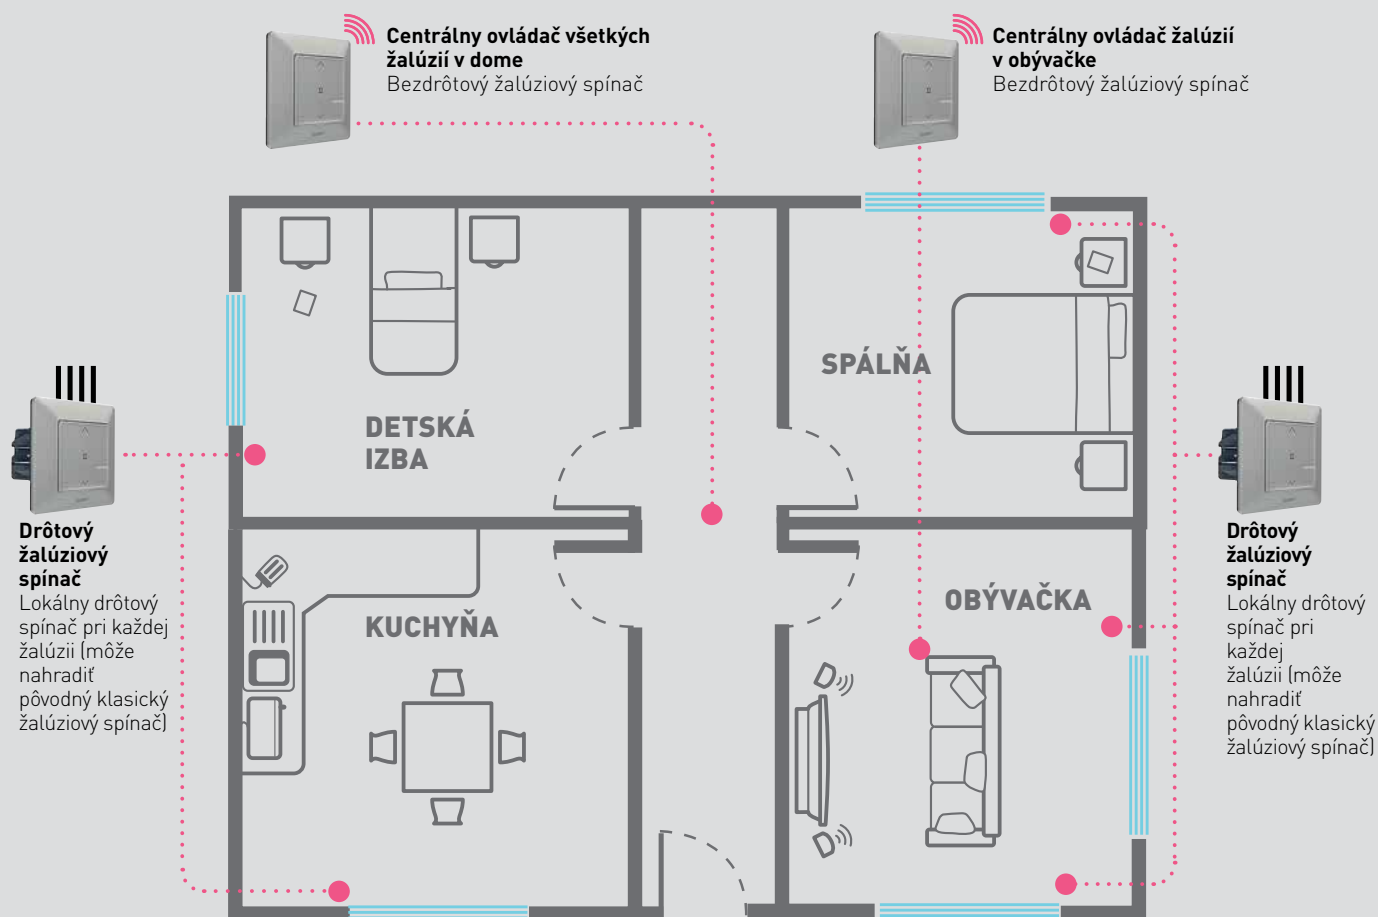 Centrálny ovládač všetkých
žalúzií v dome
Bezdrôtový žalúziový spínač
Centrálny ovládač žalúzií
v obývačke
Bezdrôtový žalúziový spínač
SPÁLŇA
DETSKÁ
IZBA
Drôtový
žalúziový
spínač
Lokálny drôtový
spínač pri každej
žalúzii (môže
nahradiť
pôvodný klasický
žalúziový spínač)
KUCHYŇA
OBÝVAČKA
Drôtový
žalúziový
spínač
Lokálny drôtový
spínač pri
každej
žalúzii (môže
nahradiť
pôvodný klasický
žalúziový spínač)